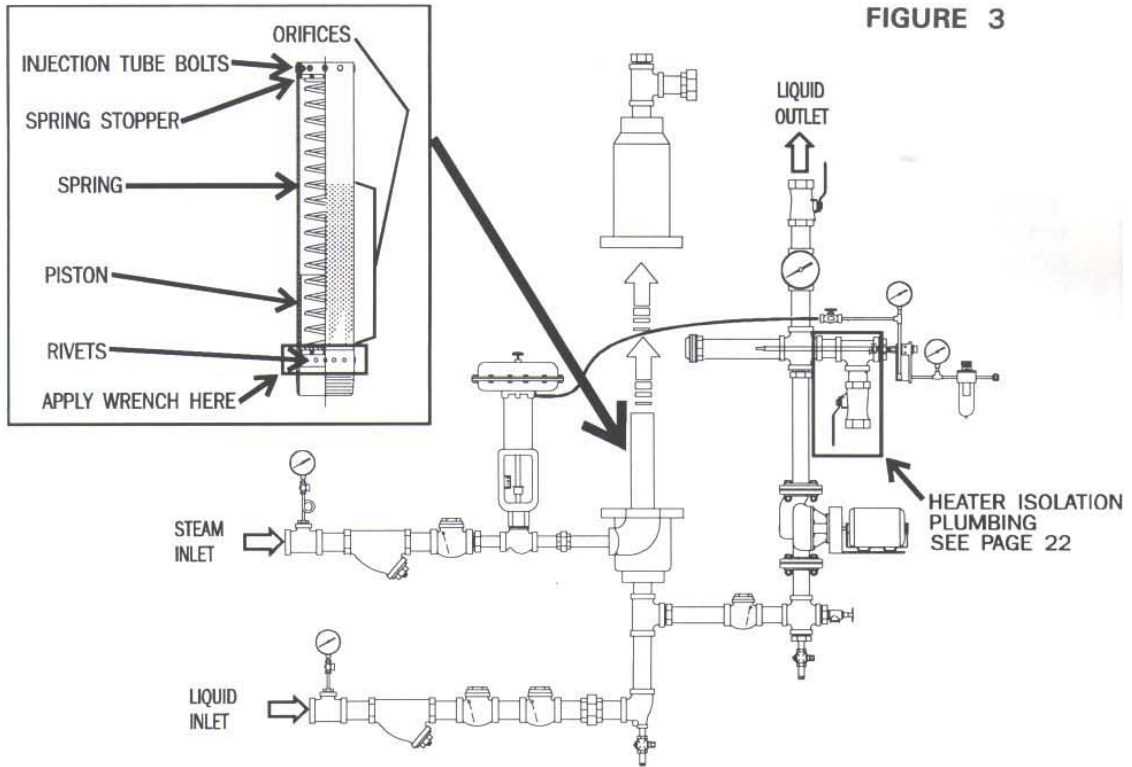 FIGURE 3
ORIFICES
INJECTION TUBE BOLTS
SPRING STOPPER
SPRING
PISTON
RIVETS
APPLY WRENCH HERE
LIQUID
OUTLET
STEAM
INLET
HEATER ISOLATION
PLUMBING
SEE PAGE 22
LIQUID
INLET